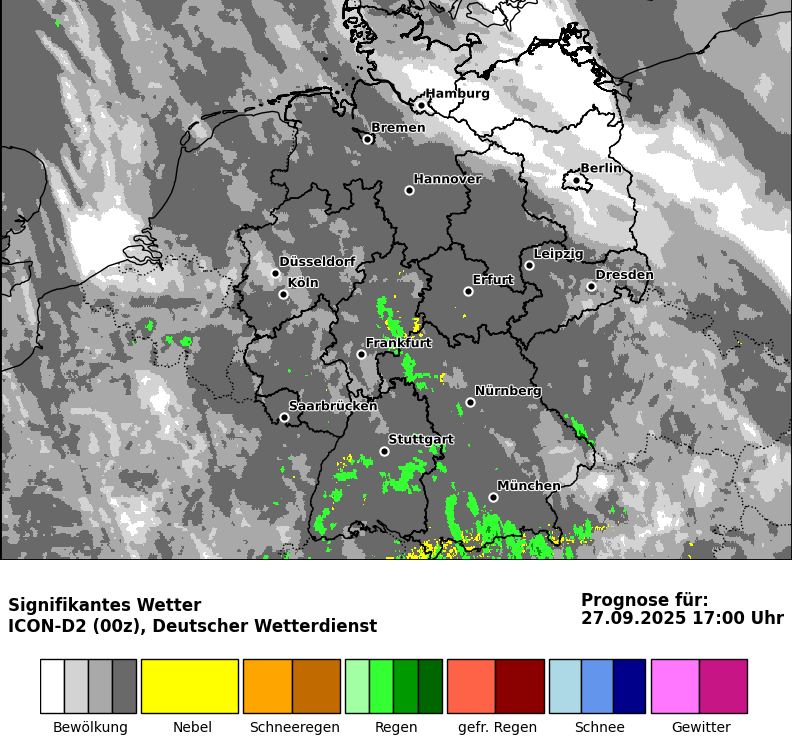 Hamburg
Bremen
Berlin
Hannover
Leipzig
Düsseldorf
Dresden
Köln
Erfurt
Frankfurt
Nürnberg
Saarbrücken
Stuttgart
München
Signifikantes Wetter
ICON-D2 (00z), Deutscher Wetterdienst
Prognose für:
27.09.2025 17:00 Uhr
Bewölkung
Nebel
Schneeregen
Regen
gefr. Regen
Schnee
Gewitter